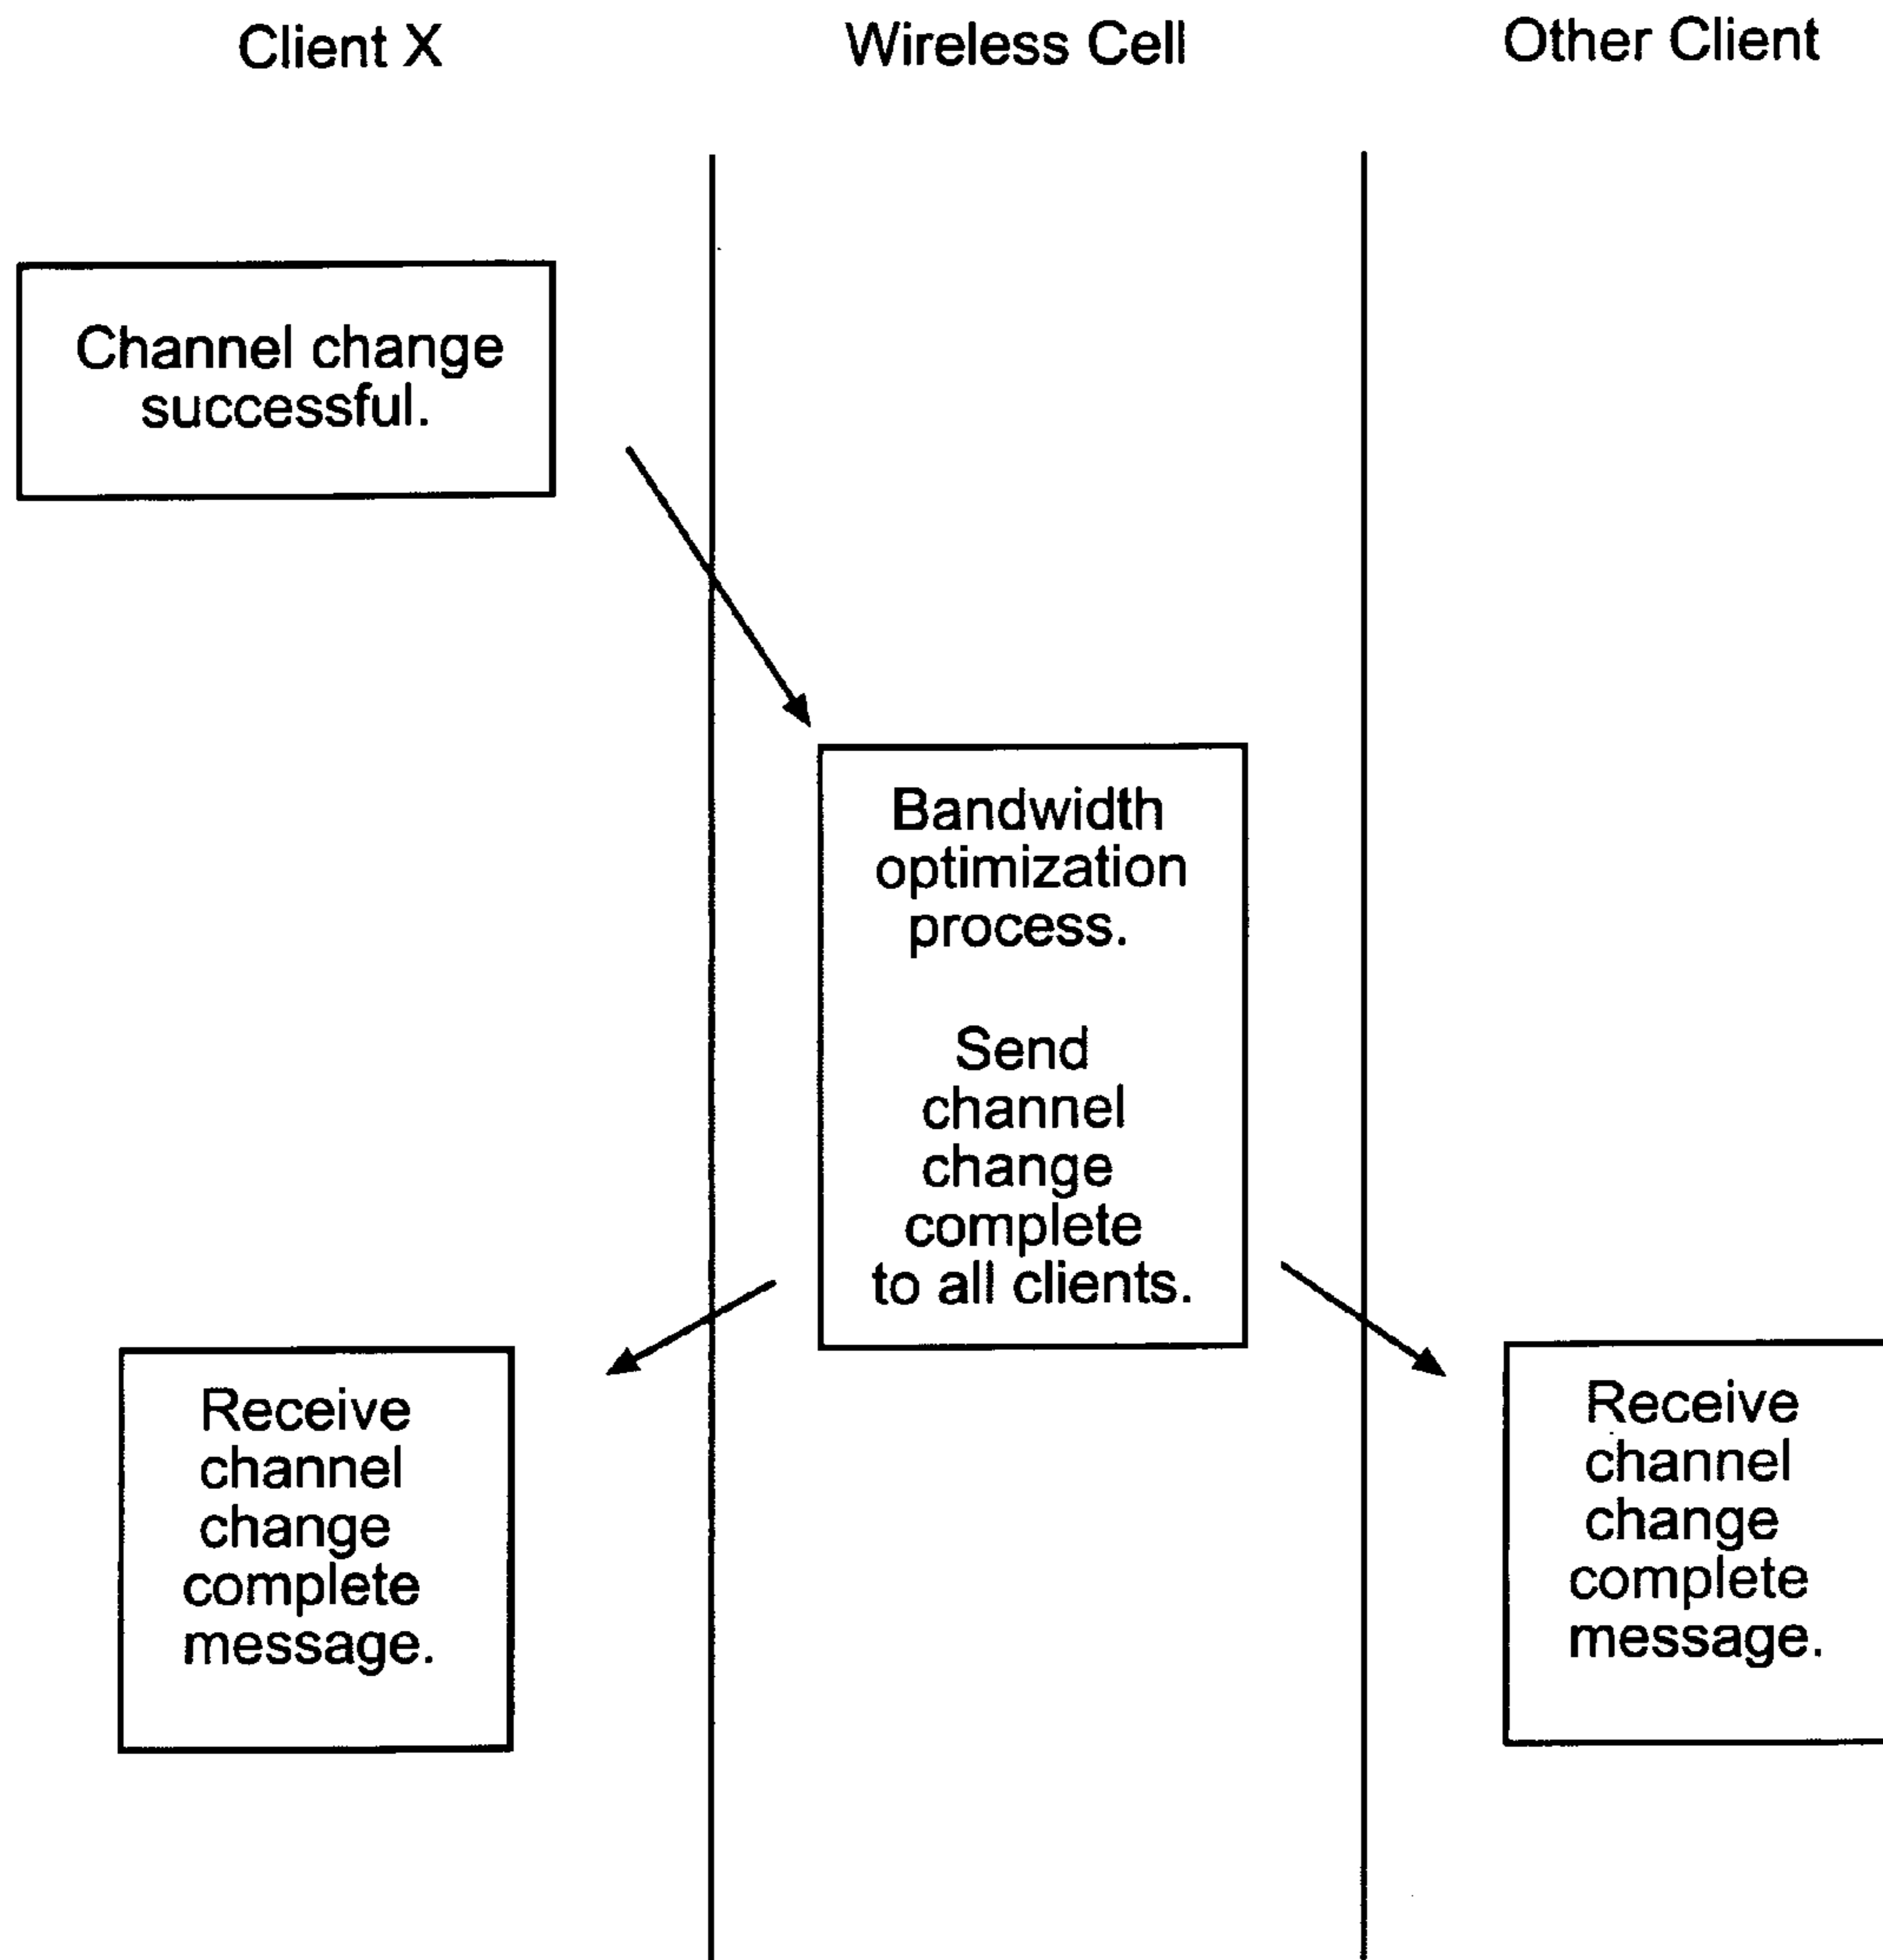 Client X
Wireless Cell
Other Client
Channel change
successful.
Bandwidth
optimization
process.
Send
channel
change
complete
to all clients.
Receive
channel
change
complete
message.
Receive
channel
change
complete
message.